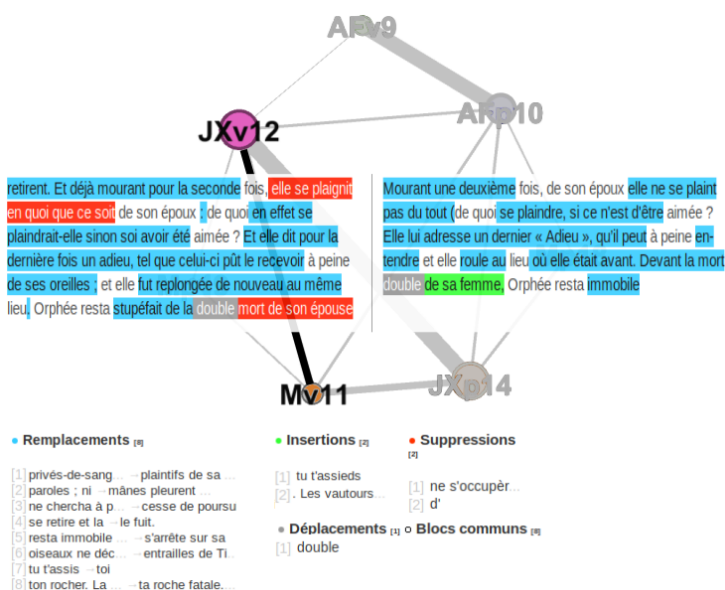 AFv9
AFp10
JXv12
retirent. Et déjà mourant pour la seconde fois, elle se plaignit
en quoi que ce soit de son époux : de quoi en effet se
plaindrait-elle sinon soi avoir été aimée ? Et elle dit pour la
dernière fois un adieu, tel que celui-ci pût le recevoir à peine
de ses oreilles ; et elle fut replongée de nouveau au même
lieu. Orphée resta stupéfait de la double mort de son épouse
Mourant une deuxième fois, de son époux elle ne se plaint
pas du tout (de quoi se plaindre, si ce n'est d'être aimée ?
Elle lui adresse un dernier « Adieu », qu'il peut à peine en-
tendre et elle roule au lieu où elle était avant. Devant la mort
double de sa femme, Orphée resta immobile
Mv11
JXp14
Remplacements [8]
[1] privés-de-sang... → plaintifs de sa ...
[2] paroles ; ni → mânes pleurent ...
[3] ne chercha à p... → cesse de poursu
[4] se retire et la → le fuit.
[5] resta immobile ... → s'arrête sur sa
[6] oiseaux ne déc... → entrailles de Ti..
[7] tu t'assis → toi
[8] ton rocher. La ... → ta roche fatale....
Insertions [2]
[1] tu t'assieds
[2] . Les vautours...
Suppressions
[2]
[1] ne s'occupèr...
[2] d'
Déplacements [1]
[1] double
Blocs communs [8]